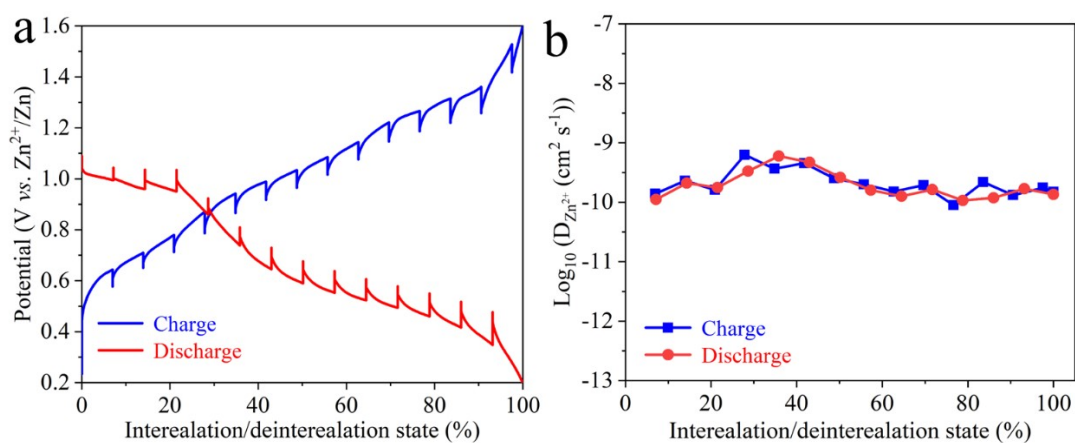 a
1.6
1.4
1.2
1.0
0.8
0.6
0.4
0.2
Potential (V vs. Zn²⁺/Zn)
Charge
Discharge
0 20 40 60 80 100
Interealation/deinterealation state (%)
b
-7
-8
-9
-10
-11
-12
-13
Log₁₀ (D_Zn²⁺ (cm² s⁻¹))
Charge
Discharge
0 20 40 60 80 100
Interealation/deinterealation state (%)